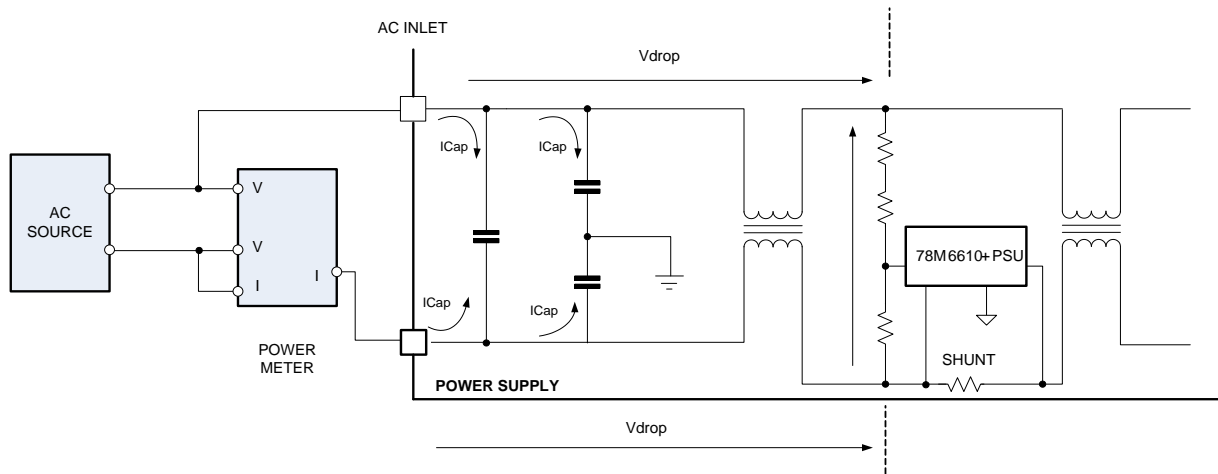 AC INLET
Vdrop
ICap
ICap
AC
SOURCE
V
V
I
I
POWER
METER
ICap
ICap
78M6610+PSU
SHUNT
POWER SUPPLY
Vdrop